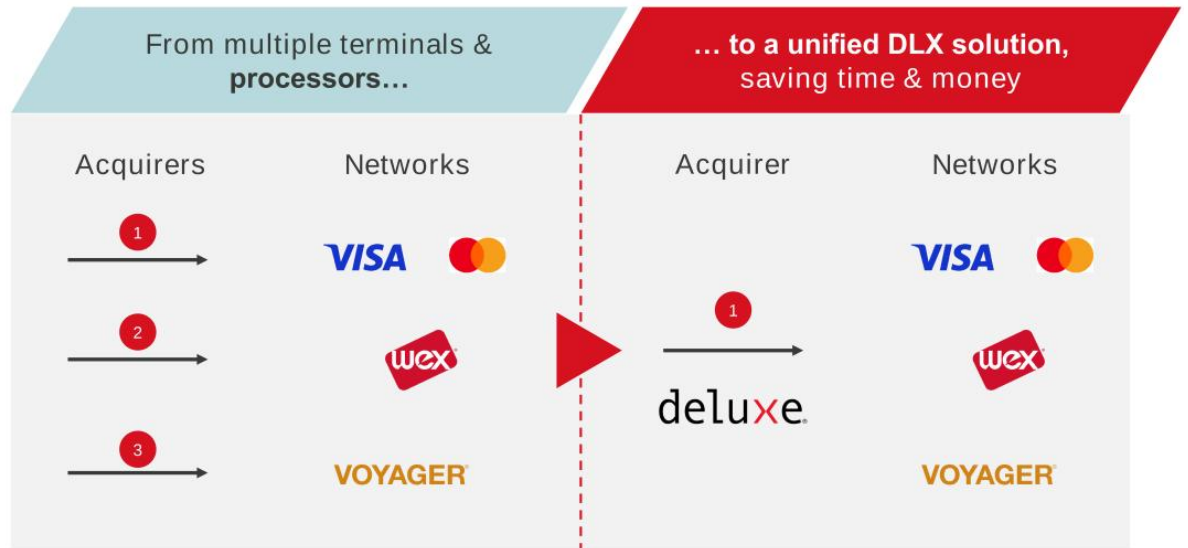 From multiple terminals &
processors…
… to a unified DLX solution,
saving time & money
Acquirers
Networks
1
VISA
2
wex
3
VOYAGER
Acquirer
Networks
1
deluxe.
VISA
wex
VOYAGER